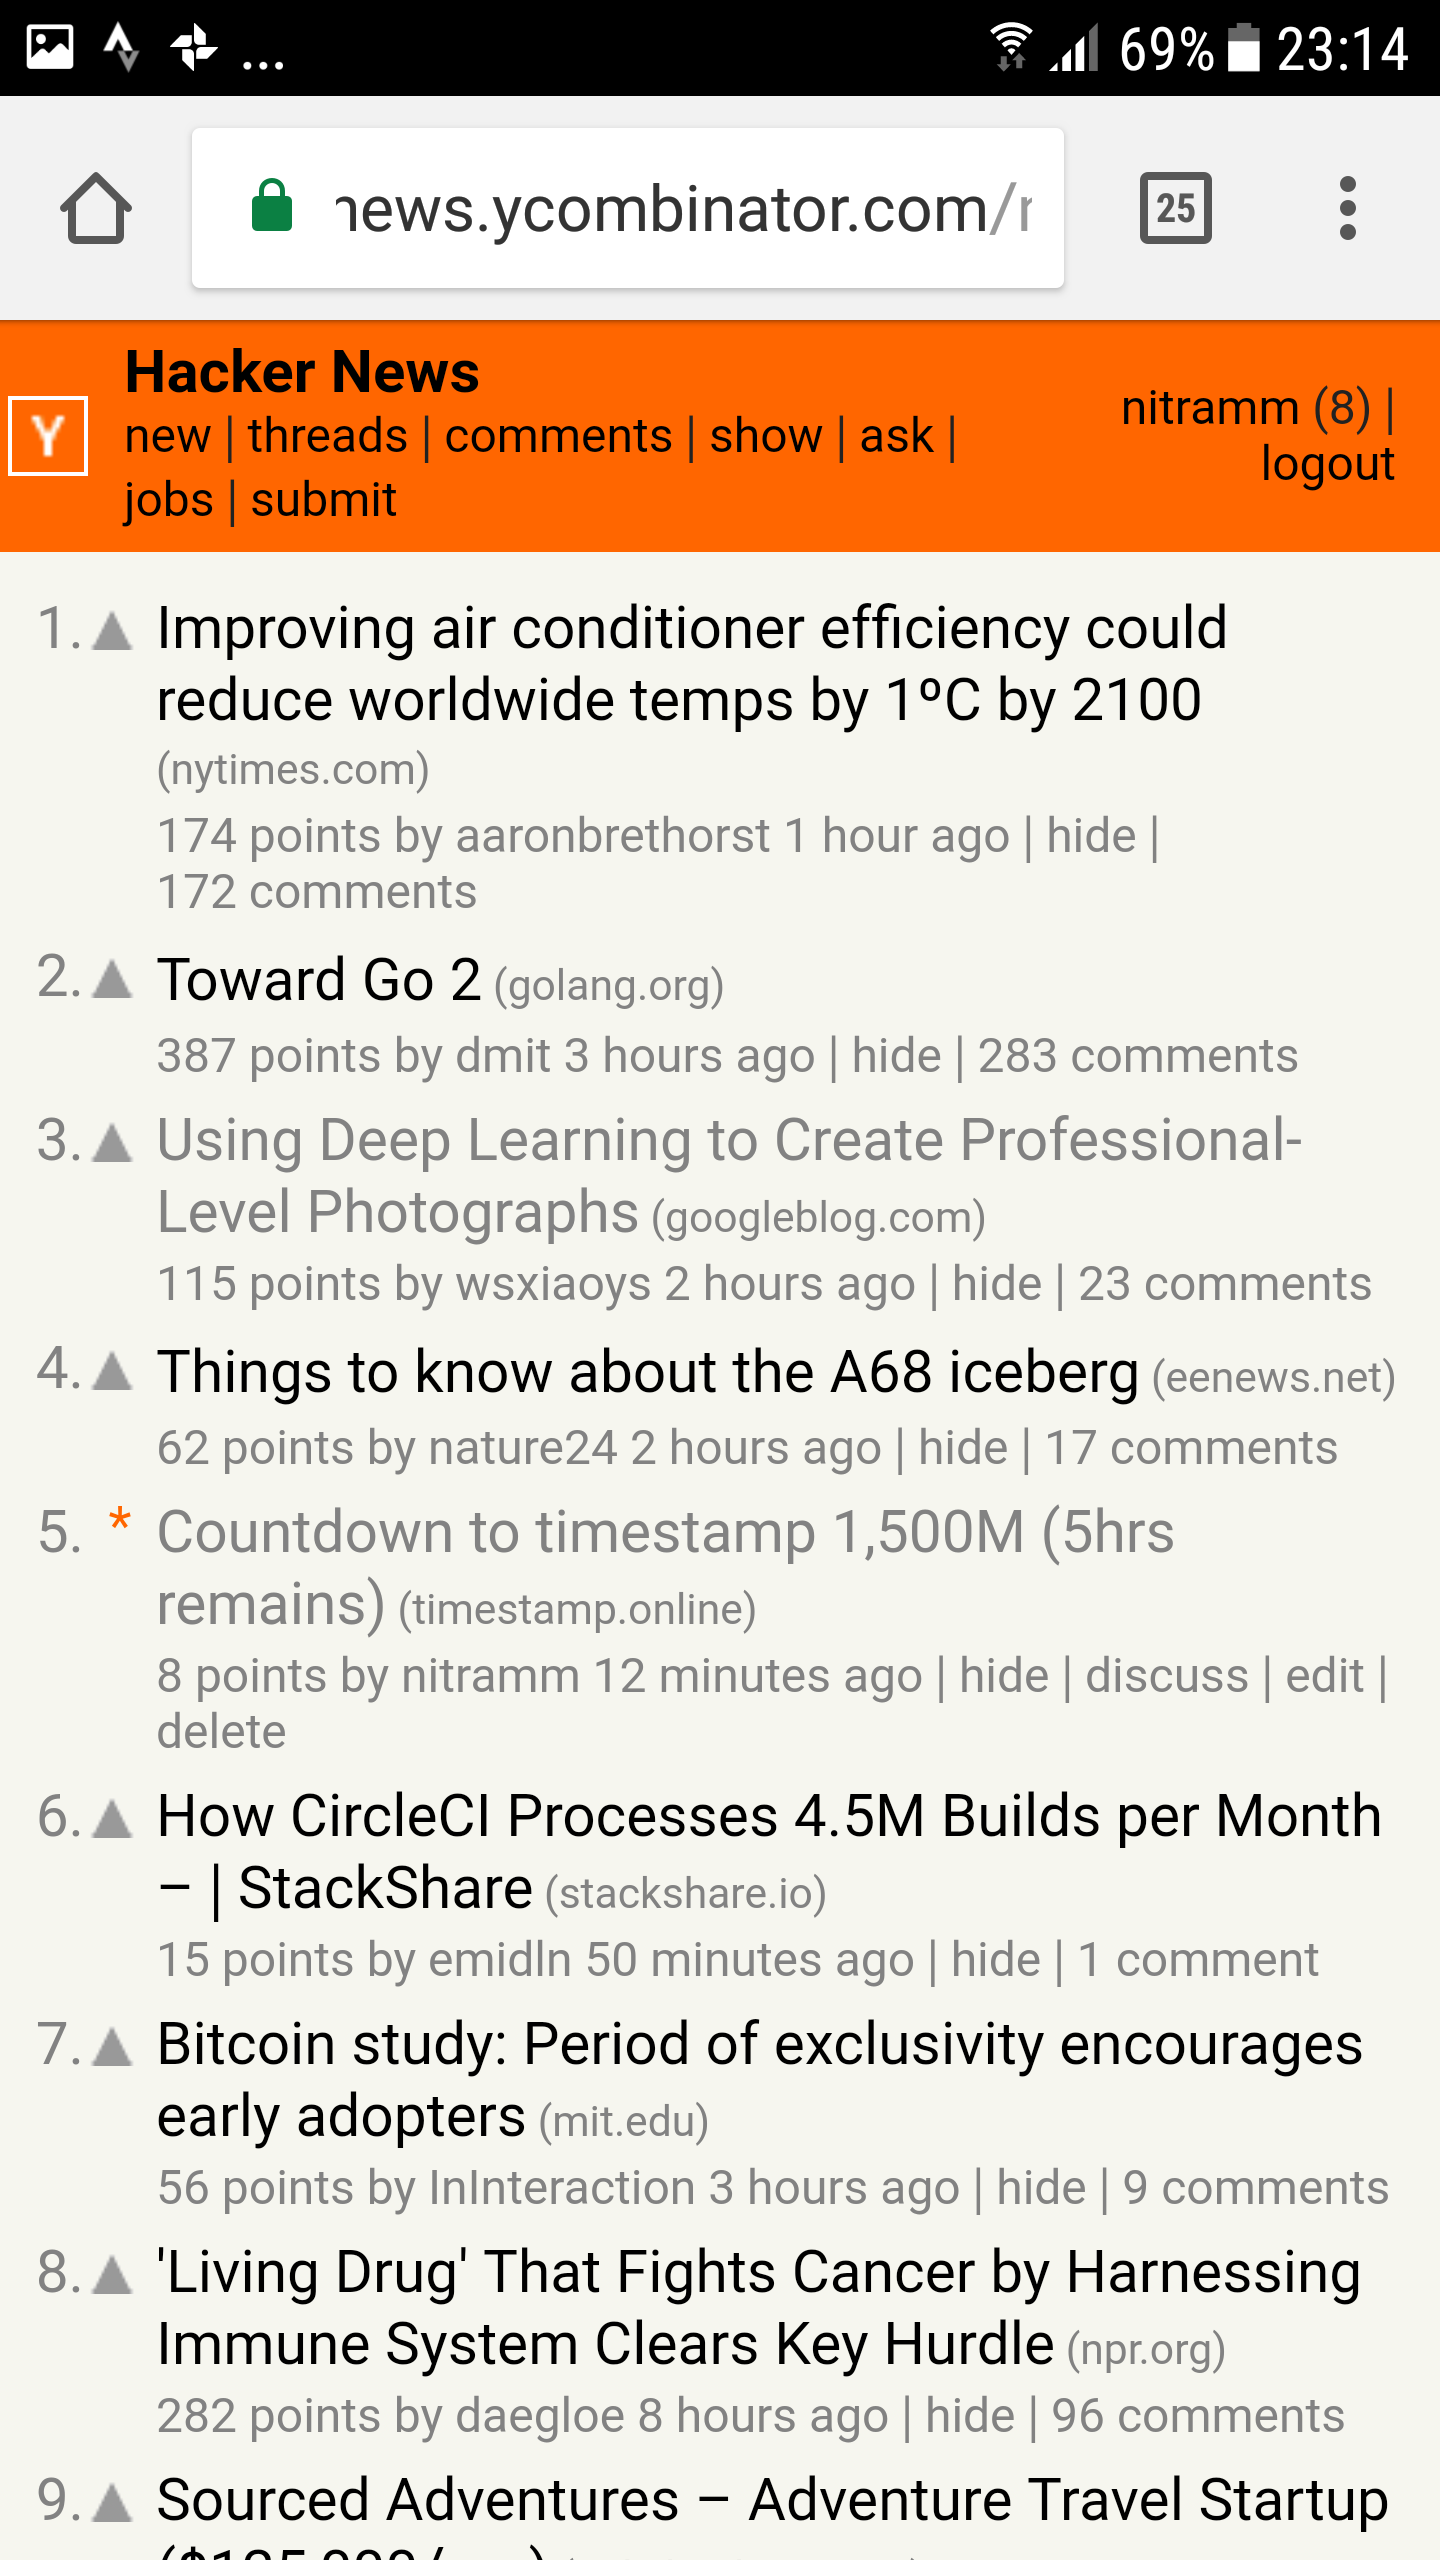 ... 69% 23:14
news.ycombinator.com/r
25
Hacker News
Y
new | threads | comments | show | ask |
jobs | submit
nitramm (8) |
logout
1. Improving air conditioner efficiency could
reduce worldwide temps by 1ºC by 2100
(nytimes.com)
174 points by aaronbrethorst 1 hour ago | hide |
172 comments
2. Toward Go 2 (golang.org)
387 points by dmit 3 hours ago | hide | 283 comments
3. Using Deep Learning to Create Professional-
Level Photographs (googleblog.com)
115 points by wsxiaoys 2 hours ago | hide | 23 comments
4. Things to know about the A68 iceberg (eenews.net)
62 points by nature24 2 hours ago | hide | 17 comments
5. * Countdown to timestamp 1,500M (5hrs
remains) (timestamp.online)
8 points by nitramm 12 minutes ago | hide | discuss | edit |
delete
6. How CircleCI Processes 4.5M Builds per Month
– | StackShare (stackshare.io)
15 points by emidln 50 minutes ago | hide | 1 comment
7. Bitcoin study: Period of exclusivity encourages
early adopters (mit.edu)
56 points by InInteraction 3 hours ago | hide | 9 comments
8. 'Living Drug' That Fights Cancer by Harnessing
Immune System Clears Key Hurdle (npr.org)
282 points by daegloe 8 hours ago | hide | 96 comments
9. Sourced Adventures – Adventure Travel Startup